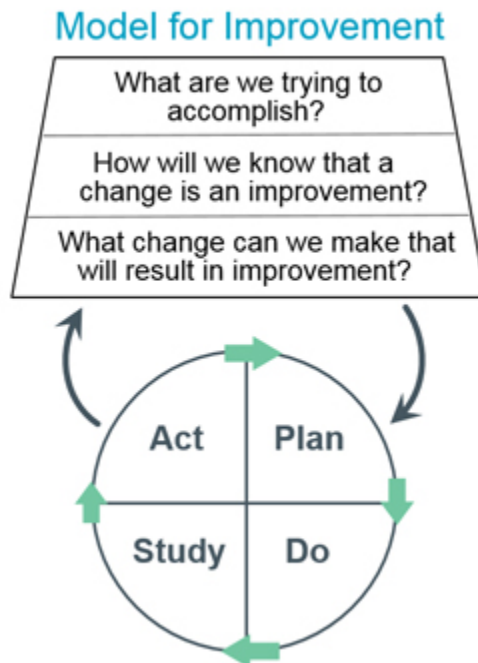 Model for Improvement
What are we trying to
accomplish?
How will we know that a
change is an improvement?
What change can we make that
will result in improvement?
Act
Plan
Study
Do